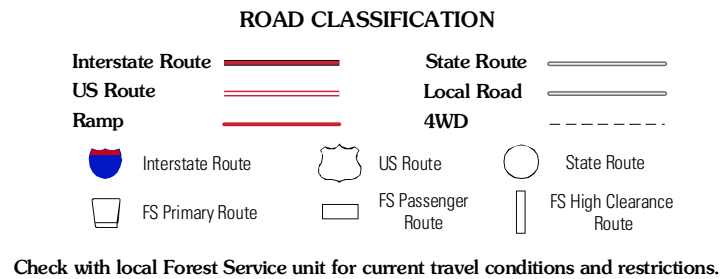 ROAD CLASSIFICATION
Interstate Route
State Route
US Route
Local Road
Ramp
4WD
Interstate Route
US Route
State Route
FS Primary Route
FS Passenger
Route
FS High Clearance
Route
Check with local Forest Service unit for current travel conditions and restrictions.